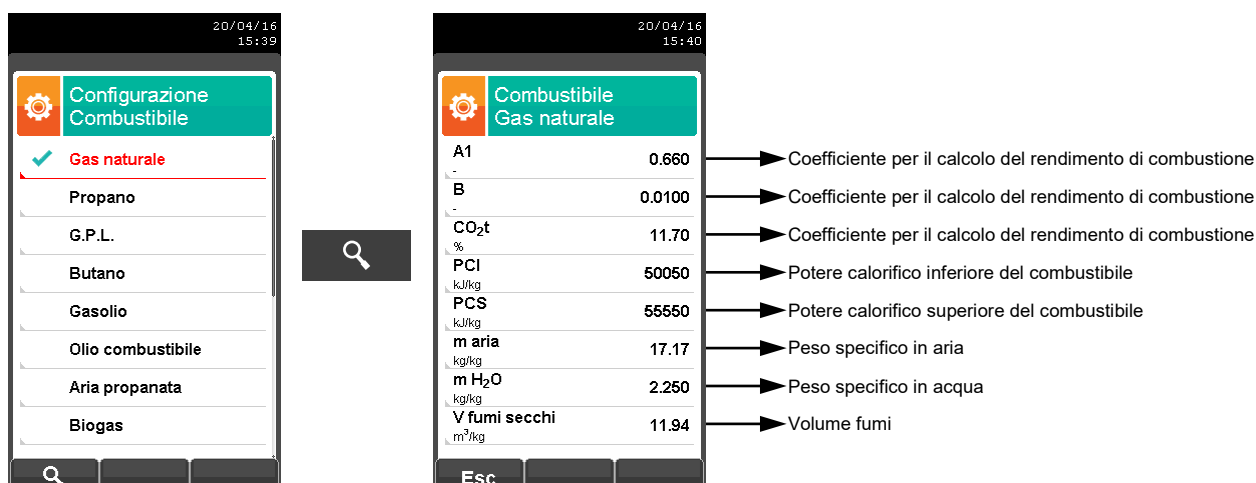 20/04/16
15:39
Configurazione
Combustibile
Gas naturale
Propano
G.P.L.
Butano
Gasolio
Olio combustibile
Aria propanata
Biogas
20/04/16
15:40
Combustibile
Gas naturale
A1
-
0.660
Coefficiente per il calcolo del rendimento di combustione
B
-
0.0100
Coefficiente per il calcolo del rendimento di combustione
CO₂t
%
11.70
Coefficiente per il calcolo del rendimento di combustione
PCI
kJ/kg
50050
Potere calorifico inferiore del combustibile
PCS
kJ/kg
55550
Potere calorifico superiore del combustibile
m aria
kg/kg
17.17
Peso specifico in aria
m H₂O
kg/kg
2.250
Peso specifico in acqua
V fumi secchi
m³/kg
11.94
Volume fumi
Esc